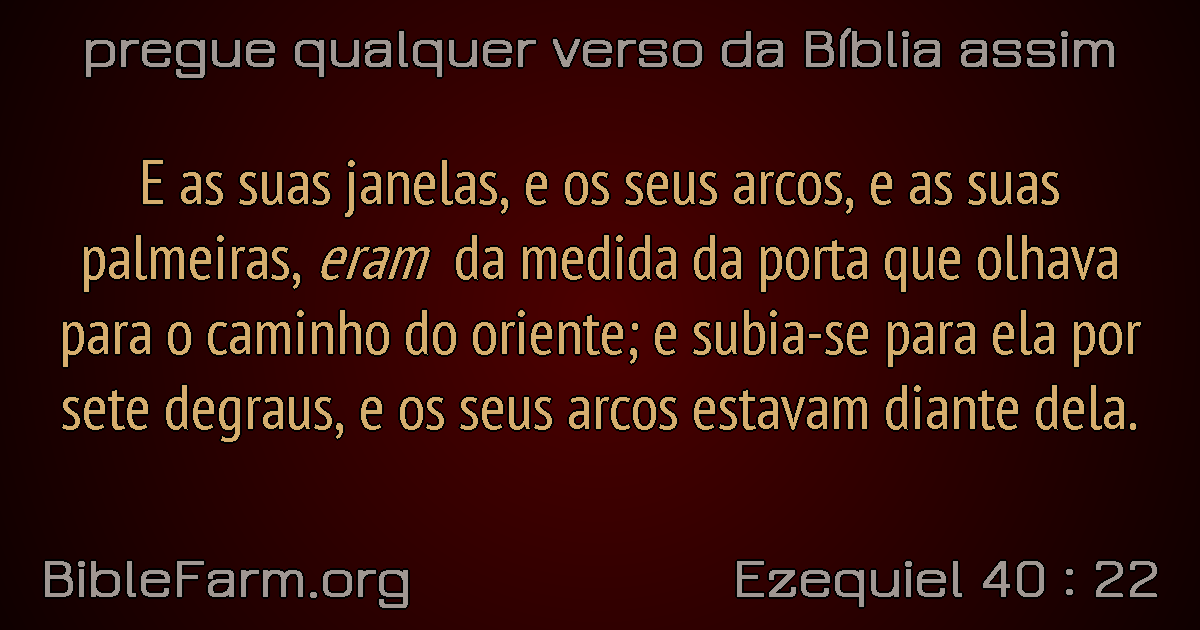 pregue qualquer verso da Bíblia assim
E as suas janelas, e os seus arcos, e as suas
palmeiras, eram da medida da porta que olhava
para o caminho do oriente; e subia-se para ela por
sete degraus, e os seus arcos estavam diante dela.
BibleFarm.org
Ezequiel 40 : 22